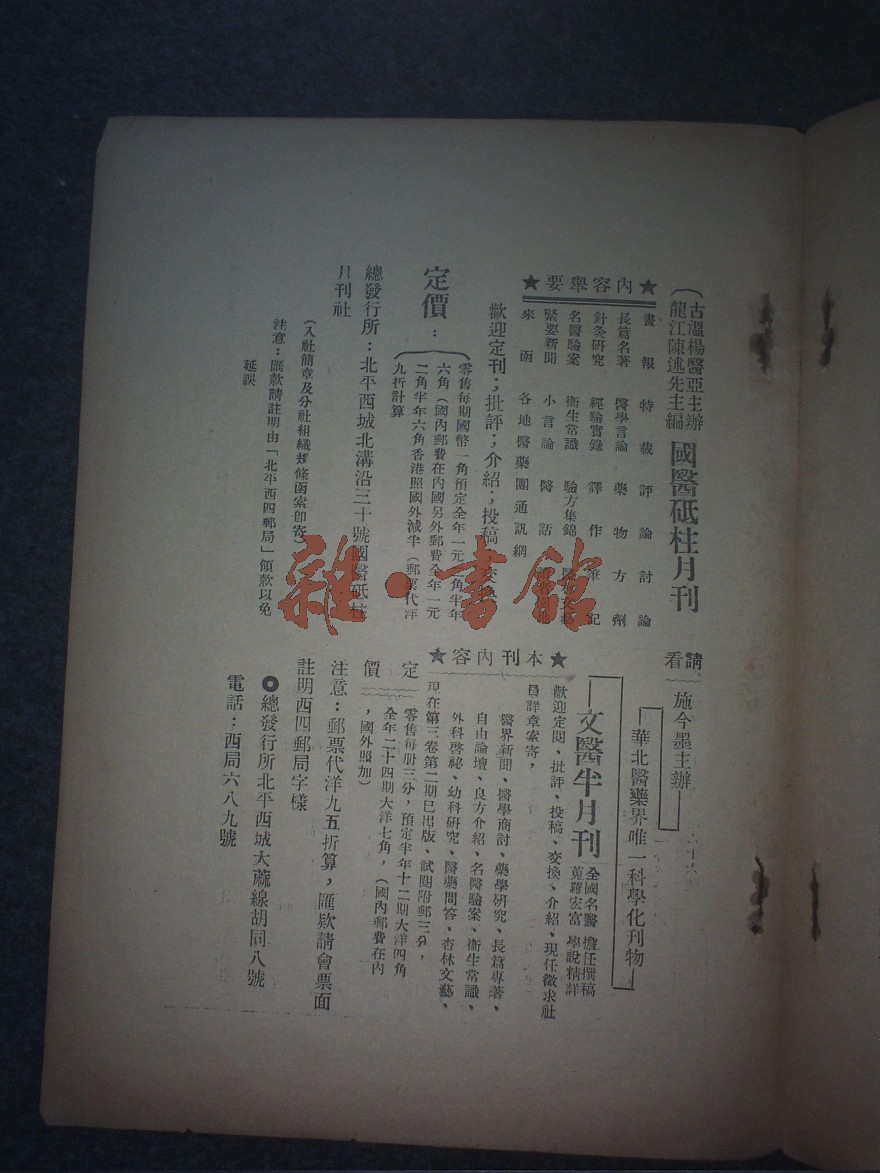 古溫楊醫亞主辦
龍江陳述先主編
國醫砥柱月刊
★內容舉要★
畫報特載評論討論
長篇名著 醫學言論 藥物方劑
針灸研究 經驗實錄 譯作筆記
名醫驗案 衛生常識 驗方集錦
緊要新聞 小言論 醫話
來函 各地醫藥團通訊網
歡迎定刊;批評;介紹;投稿
定價:
零售每期國幣一角預定全年一元
六角(國內郵費在內國另外郵費全年一元
二角半年六角香港照國外減半(郵票代洋
九折計算
總發行所:北平西城北溝沿三十號國醫砥柱
月刊社
(入社簡章及分社組織 條函索卽寄)
注意:匯款請註明由「北平西四郵局」領款以免
延誤
請看
施今墨主辦
華北醫藥界唯一科學化刊物
文醫半月刊
全國名醫 擔任撰稿
蒐羅宏富 學說精詳
歡迎定閱、批評、投稿、交換、介紹、現任徵求社
員詳章索寄,
★本刊內容★
醫界新聞、醫學商討、藥學研究、長篇專著、
自由論壇、良方介紹、名醫驗案、衛生常識、
外科啓祕、幼科研究、醫藥問答、杏林文藝、
現在第三卷第二期已出版、試閱附郵三分,
定價
零售每册三分,預定半年十二期大洋四角
全年二十四期大洋七角,(國內郵費在內
,國外照加)
注意:郵票代洋九五折算,匯欵請會票面
註明西四郵局字樣
總發行所北平西城大蔴線胡同八號
電話:西局六八九號
雜·書館